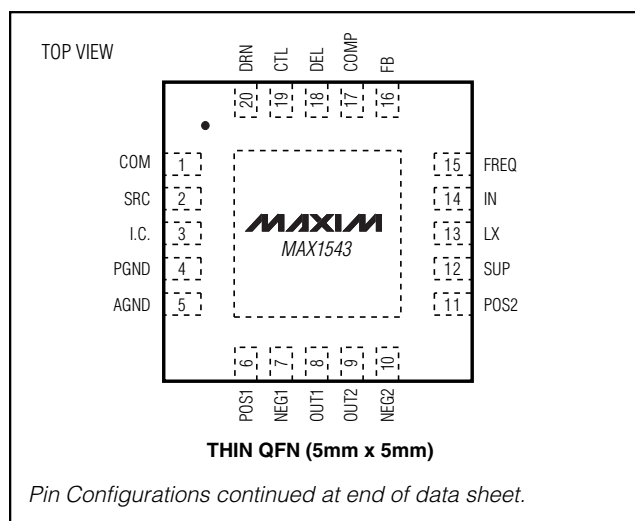 TOP VIEW
DRN
CTL
DEL
COMP
FB
20
19
18
17
16
COM 1
SRC 2
I.C. 3
PGND 4
AGND 5
15 FREQ
14 IN
13 LX
12 SUP
11 POS2
MAXIM
MAX1543
6
7
8
9
10
POS1
NEG1
OUT1
OUT2
NEG2
THIN QFN (5mm x 5mm)
Pin Configurations continued at end of data sheet.